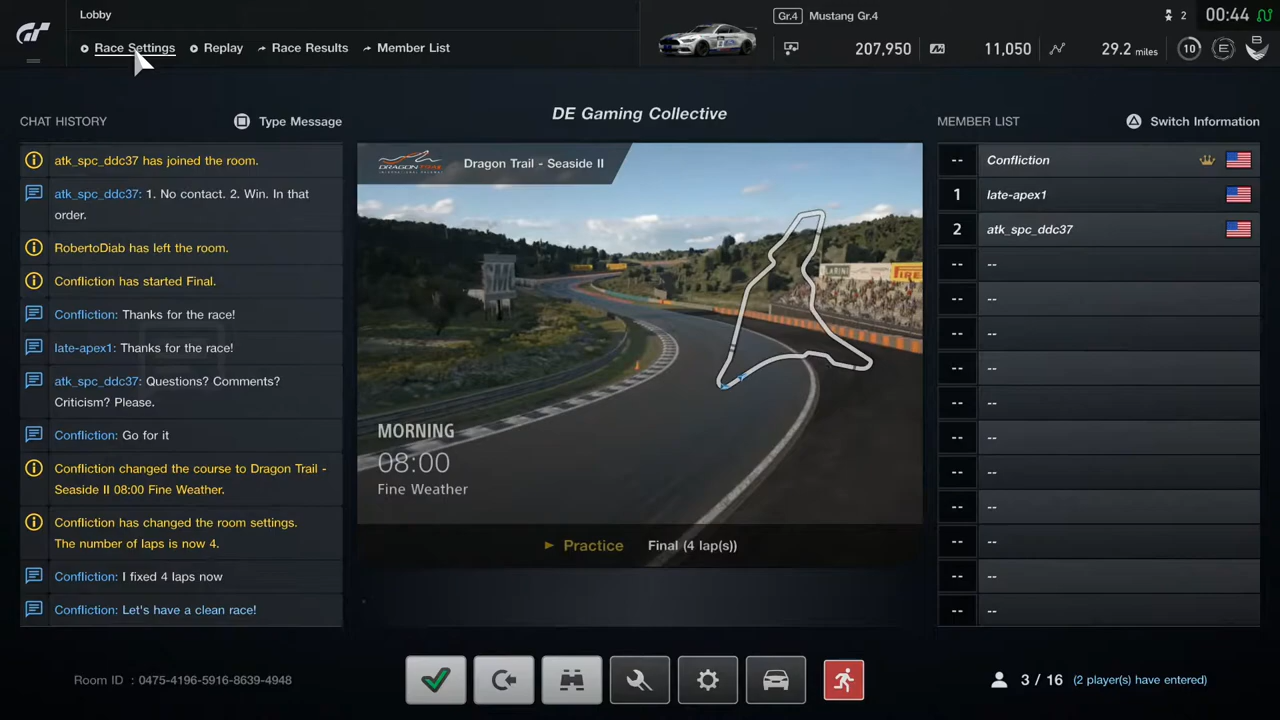 Lobby
Race Settings
Replay
Race Results
Member List
Gr.4
Mustang Gr.4
2
00:44
207,950
11,050
29.2 miles
10
E
B
CHAT HISTORY
Type Message
atk_spc_ddc37 has joined the room.
atk_spc_ddc37: 1. No contact. 2. Win. In that
order.
RobertoDiab has left the room.
Confliction has started Final.
Confliction: Thanks for the race!
late-apex1: Thanks for the race!
atk_spc_ddc37: Questions? Comments?
Criticism? Please.
Confliction: Go for it
Confliction changed the course to Dragon Trail -
Seaside II 08:00 Fine Weather.
Confliction has changed the room settings.
The number of laps is now 4.
Confliction: I fixed 4 laps now
Confliction: Let's have a clean race!
DE Gaming Collective
DRAGON TRAIL
Dragon Trail - Seaside II
LARINI
PIRELLI
MORNING
08:00
Fine Weather
Practice
Final (4 lap(s))
MEMBER LIST
Switch Information
-- Confliction
1 late-apex1
2 atk_spc_ddc37
-- --
-- --
-- --
-- --
-- --
-- --
-- --
-- --
-- --
-- --
-- --
Room ID : 0475-4196-5916-8639-4948
3 / 16
(2 player(s) have entered)